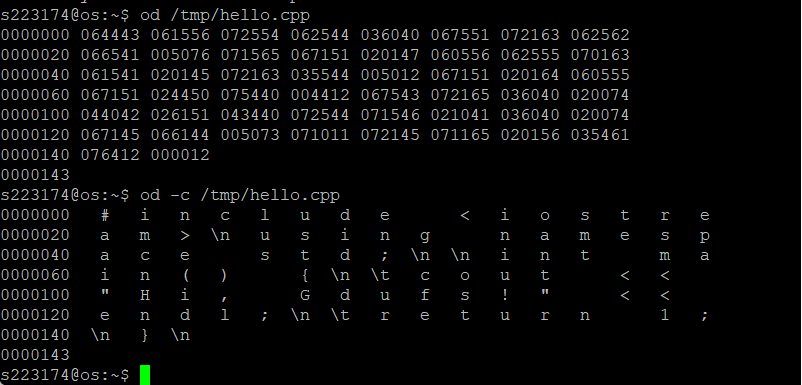 s223174@os:~$ od /tmp/hello.cpp
0000000 064443 061556 072554 062544 036040 067551 072163 062562
0000020 066541 005076 071565 067151 020147 060556 062555 070163
0000040 061541 020145 072163 035544 005012 067151 020164 060555
0000060 067151 024450 075440 004412 067543 072165 036040 020074
0000100 044042 026151 043440 072544 071546 021041 036040 020074
0000120 067145 066144 005073 071011 072145 071165 020156 035461
0000140 076412 000012
0000143
s223174@os:~$ od -c /tmp/hello.cpp
0000000   #   i   n   c   l   u   d   e       <   i   o   s   t   r   e
0000020   a   m   >  \n   u   s   i   n   g       n   a   m   e   s   p
0000040   a   c   e       s   t   d   ;  \n  \n   i   n   t       m   a
0000060   i   n   (   )       {  \n  \t   c   o   u   t       <   <
0000100   "   H   i   ,       G   d   u   f   s   !   "       <   <
0000120   e   n   d   l   ;  \n  \t   r   e   t   u   r   n       1   ;
0000140  \n   }  \n
0000143
s223174@os:~$